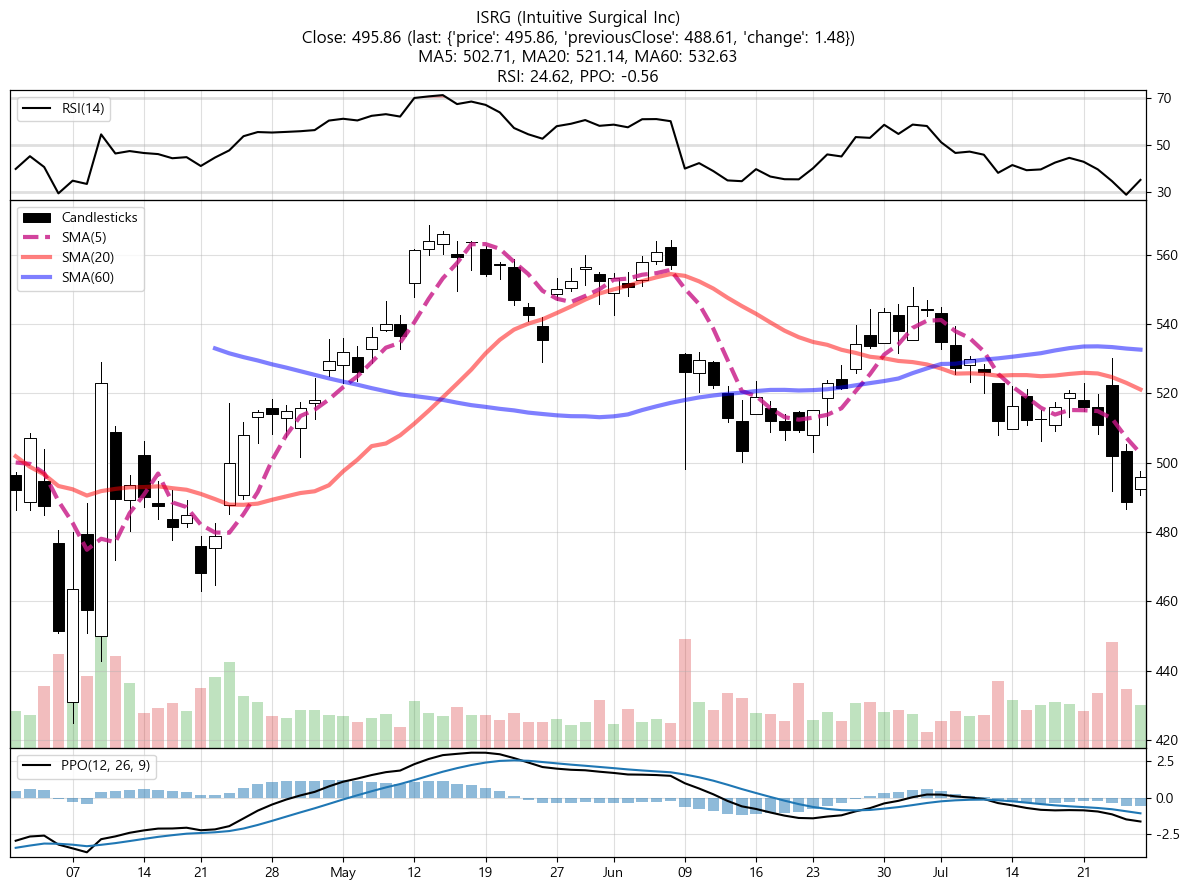 ISRG (Intuitive Surgical Inc)
Close: 495.86 (last: {'price': 495.86, 'previousClose': 488.61, 'change': 1.48})
MA5: 502.71, MA20: 521.14, MA60: 532.63
RSI: 24.62, PPO: -0.56
RSI(14)
70
50
30
Candlesticks
SMA(5)
SMA(20)
SMA(60)
560
540
520
500
480
460
440
420
PPO(12, 26, 9)
2.5
0.0
−2.5
07 14 21 28 May 12 19 27 Jun 09 16 23 30 Jul 14 21